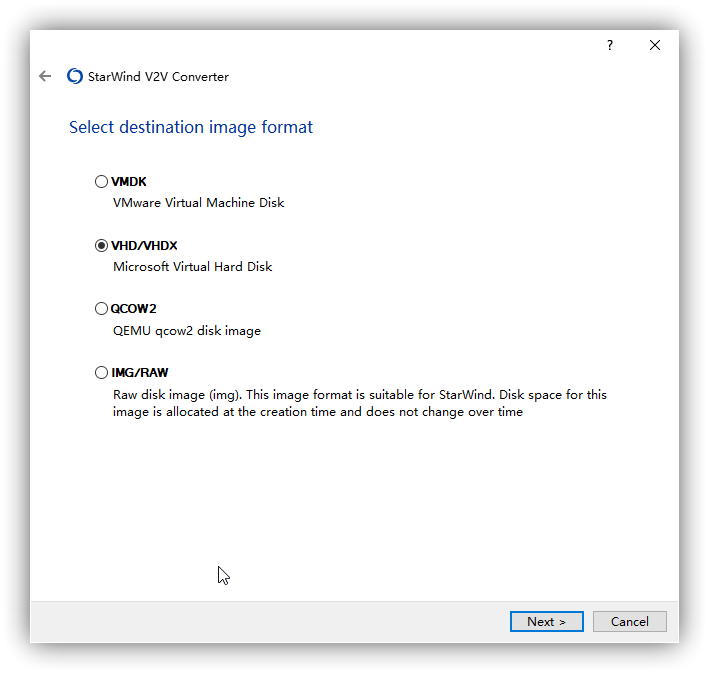 ?
StarWind V2V Converter
Select destination image format
VMDK
VMware Virtual Machine Disk
VHD/VHDX
Microsoft Virtual Hard Disk
QCOW2
QEMU qcow2 disk image
IMG/RAW
Raw disk image (img). This image format is suitable for StarWind. Disk space for this
image is allocated at the creation time and does not change over time
Next >
Cancel